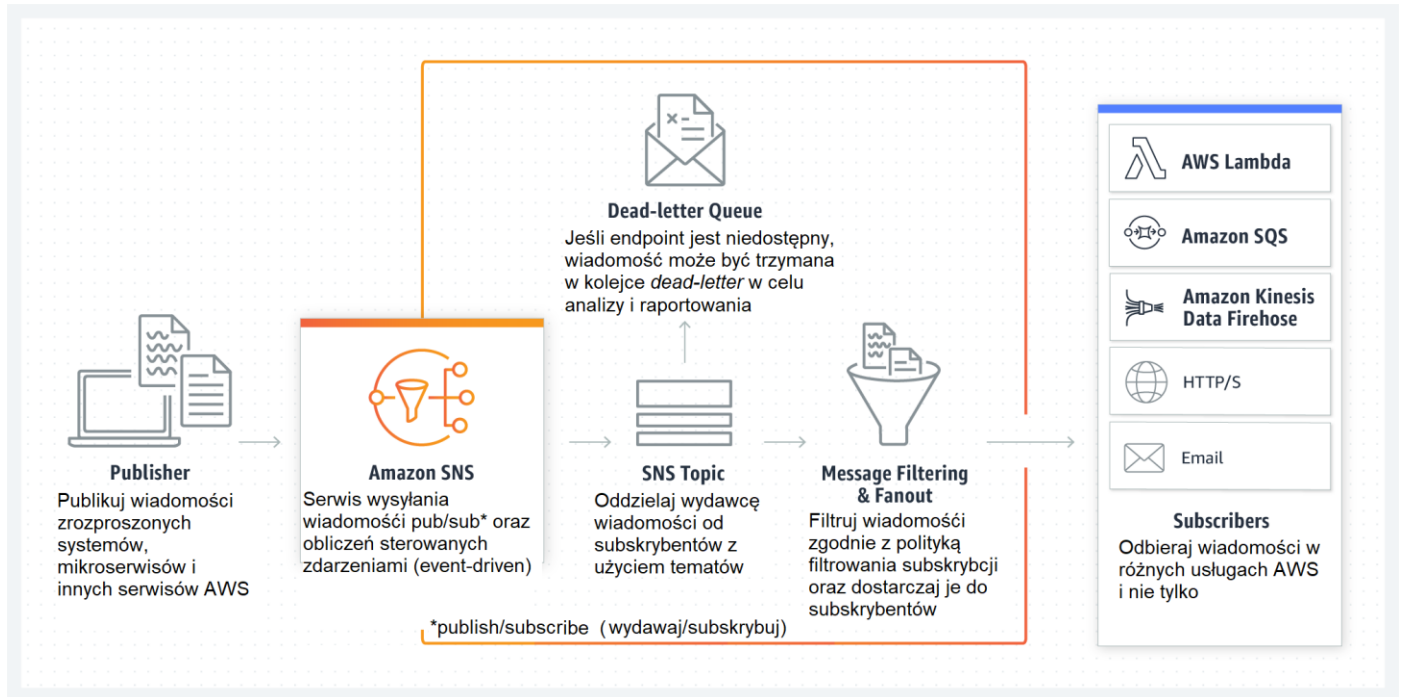 Dead-letter Queue
Jeśli endpoint jest niedostępny,
wiadomość może być trzymana
w kolejce dead-letter w celu
analizy i raportowania
Publisher
Publikuj wiadomości
zrozproszonych
systemów,
mikroserwisów i
innych serwisów AWS
Amazon SNS
Serwis wysyłania
wiadomośći pub/sub* oraz
obliczeń sterowanych
zdarzeniami (event-driven)
SNS Topic
Oddzielaj wydawcę
wiadomości od
subskrybentów z
użyciem tematów
Message Filtering
& Fanout
Filtruj wiadomośći
zgodnie z polityką
filtrowania subskrybcji
oraz dostarczaj je do
subskrybentów
*publish/subscribe (wydawaj/subskrybuj)
AWS Lambda
Amazon SQS
Amazon Kinesis
Data Firehose
HTTP/S
Email
Subscribers
Odbieraj wiadomości w
różnych usługach AWS
i nie tylko